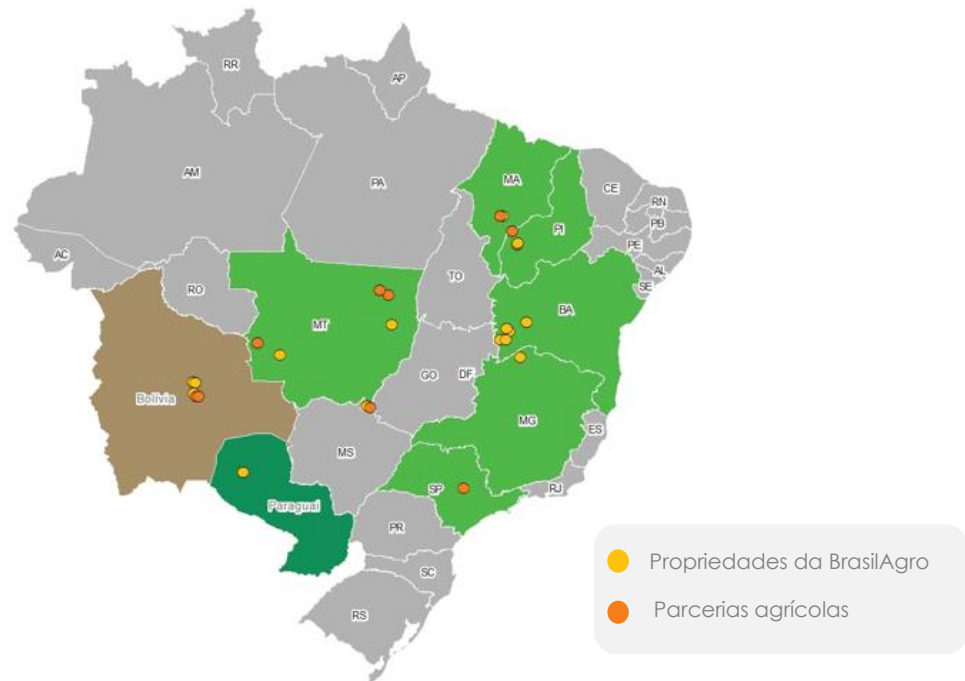 RR
AP
AM
PA
MA
CE
RN
PB
PI
PE
AC
AL
TO
SE
RO
BA
MT
GO
DF
Bolívia
MG
MS
ES
SP
RJ
Paraguai
PR
SC
RS
Propriedades da BrasilAgro
Parcerias agrícolas